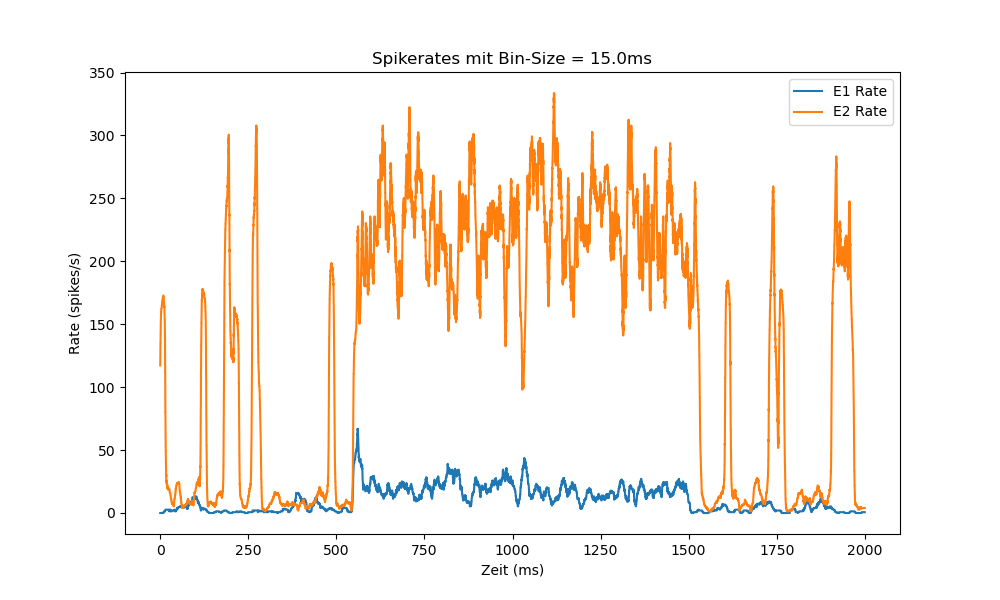 Spikerates mit Bin-Size = 15.0ms
E1 Rate
E2 Rate
350
300
250
200
150
100
50
0
Rate (spikes/s)
0 250 500 750 1000 1250 1500 1750 2000
Zeit (ms)